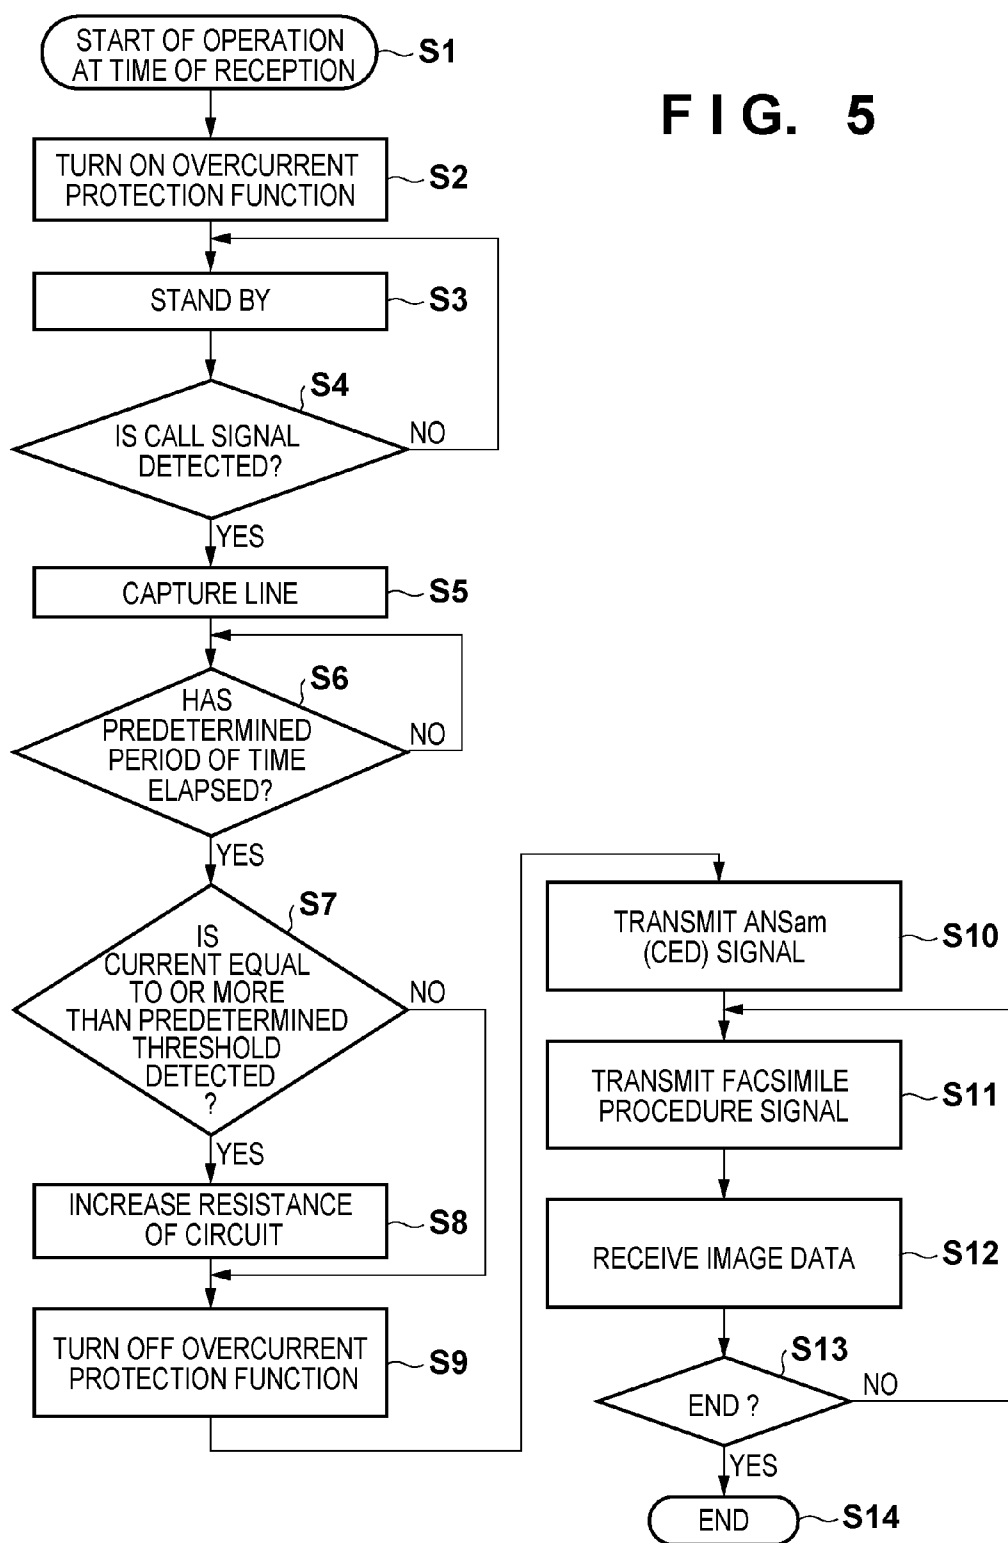 FIG. 5
START OF OPERATION
AT TIME OF RECEPTION
S1
TURN ON OVERCURRENT
PROTECTION FUNCTION
S2
STAND BY
S3
S4
IS CALL SIGNAL
DETECTED?
NO
YES
CAPTURE LINE
S5
S6
HAS
PREDETERMINED
PERIOD OF TIME
ELAPSED?
NO
YES
S7
IS
CURRENT EQUAL
TO OR MORE
THAN PREDETERMINED
THRESHOLD
DETECTED
?
NO
YES
INCREASE RESISTANCE
OF CIRCUIT
S8
TURN OFF OVERCURRENT
PROTECTION FUNCTION
S9
TRANSMIT ANSam
(CED) SIGNAL
S10
TRANSMIT FACSIMILE
PROCEDURE SIGNAL
S11
RECEIVE IMAGE DATA
S12
S13
END ?
NO
YES
END
S14